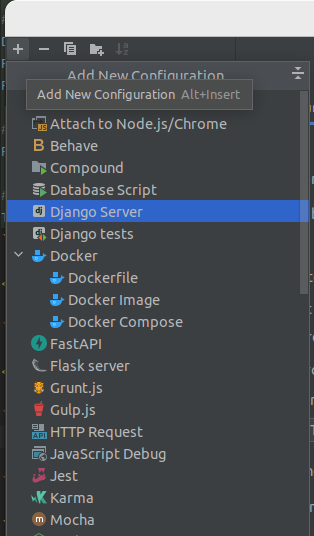 Add New Configuration
Add New Configuration Alt+Insert
Attach to Node.js/Chrome
Behave
Compound
Database Script
Django Server
Django tests
Docker
Dockerfile
Docker Image
Docker Compose
FastAPI
Flask server
Grunt.js
Gulp.js
HTTP Request
JavaScript Debug
Jest
Karma
Mocha